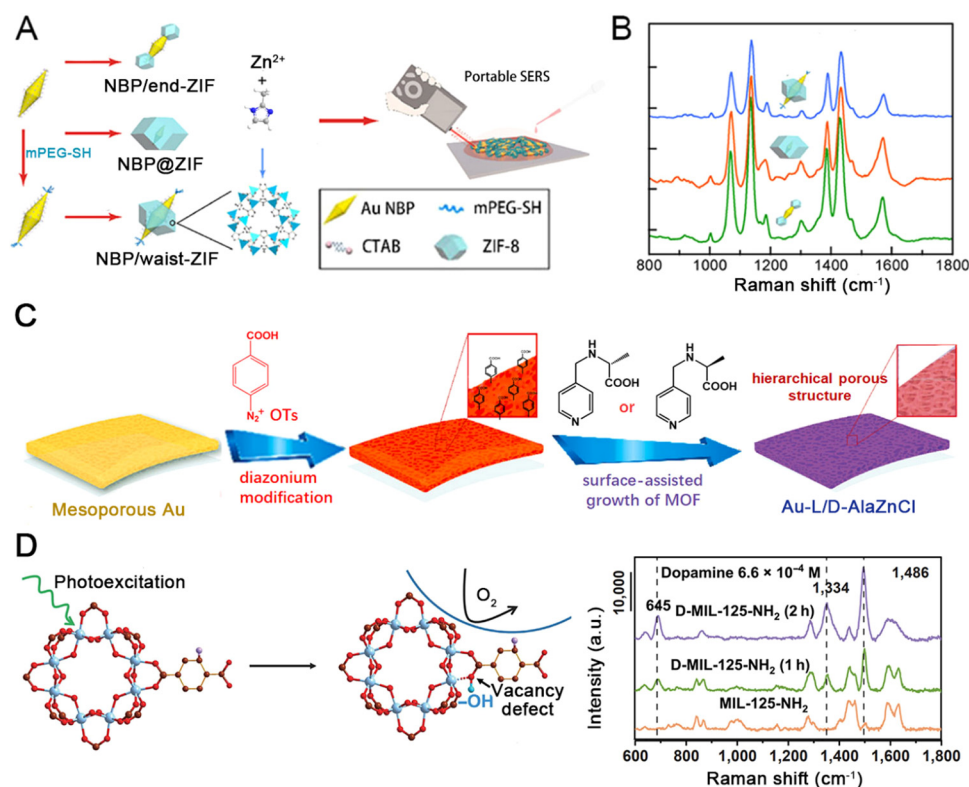 A
NBP/end-ZIF
mPEG-SH
NBP@ZIF
NBP/waist-ZIF
Zn²⁺
+
Portable SERS
Au NBP
mPEG-SH
CTAB
ZIF-8
B
800 1000 1200 1400 1600 1800
Raman shift (cm⁻¹)
C
COOH
N₂⁺ OTs
diazonium
modification
Mesoporous Au
COOH
COOH
COOH
COOH
H
N
COOH
N
or
H
N
COOH
N
surface-assisted
growth of MOF
hierarchical porous
structure
Au-L/D-AlaZnCl
D
Photoexcitation
O₂
Vacancy
defect
-OH
Intensity (a.u.)
10,000
Dopamine 6.6 × 10⁻⁴ M
645
1,334
1,486
D-MIL-125-NH₂ (2 h)
D-MIL-125-NH₂ (1 h)
MIL-125-NH₂
600 800 1,000 1,200 1,400 1,600 1,800
Raman shift (cm⁻¹)